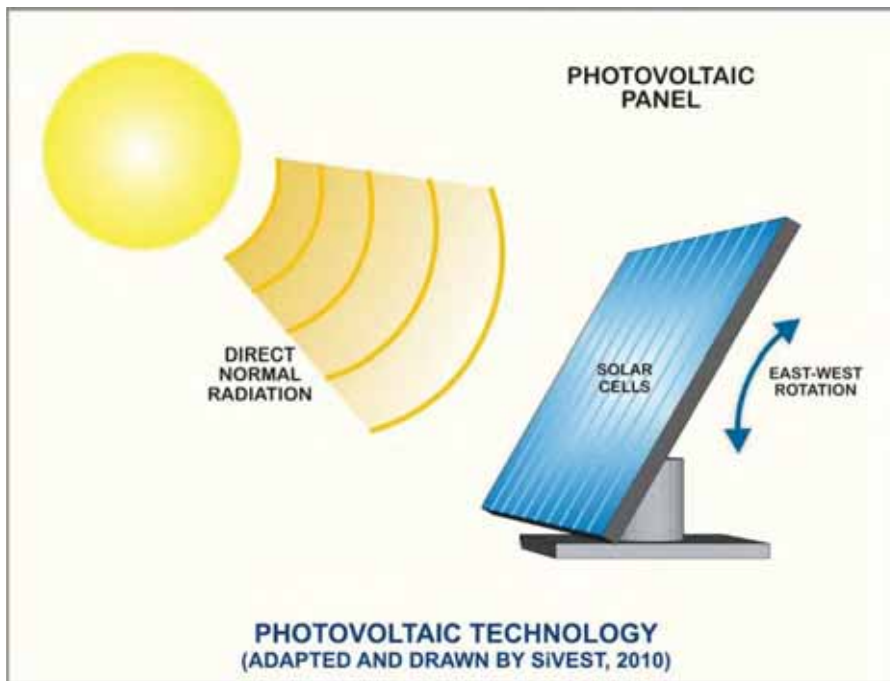 PHOTOVOLTAIC
PANEL
DIRECT
NORMAL
RADIATION
SOLAR
CELLS
EAST-WEST
ROTATION
PHOTOVOLTAIC TECHNOLOGY
(ADAPTED AND DRAWN BY SiVEST, 2010)